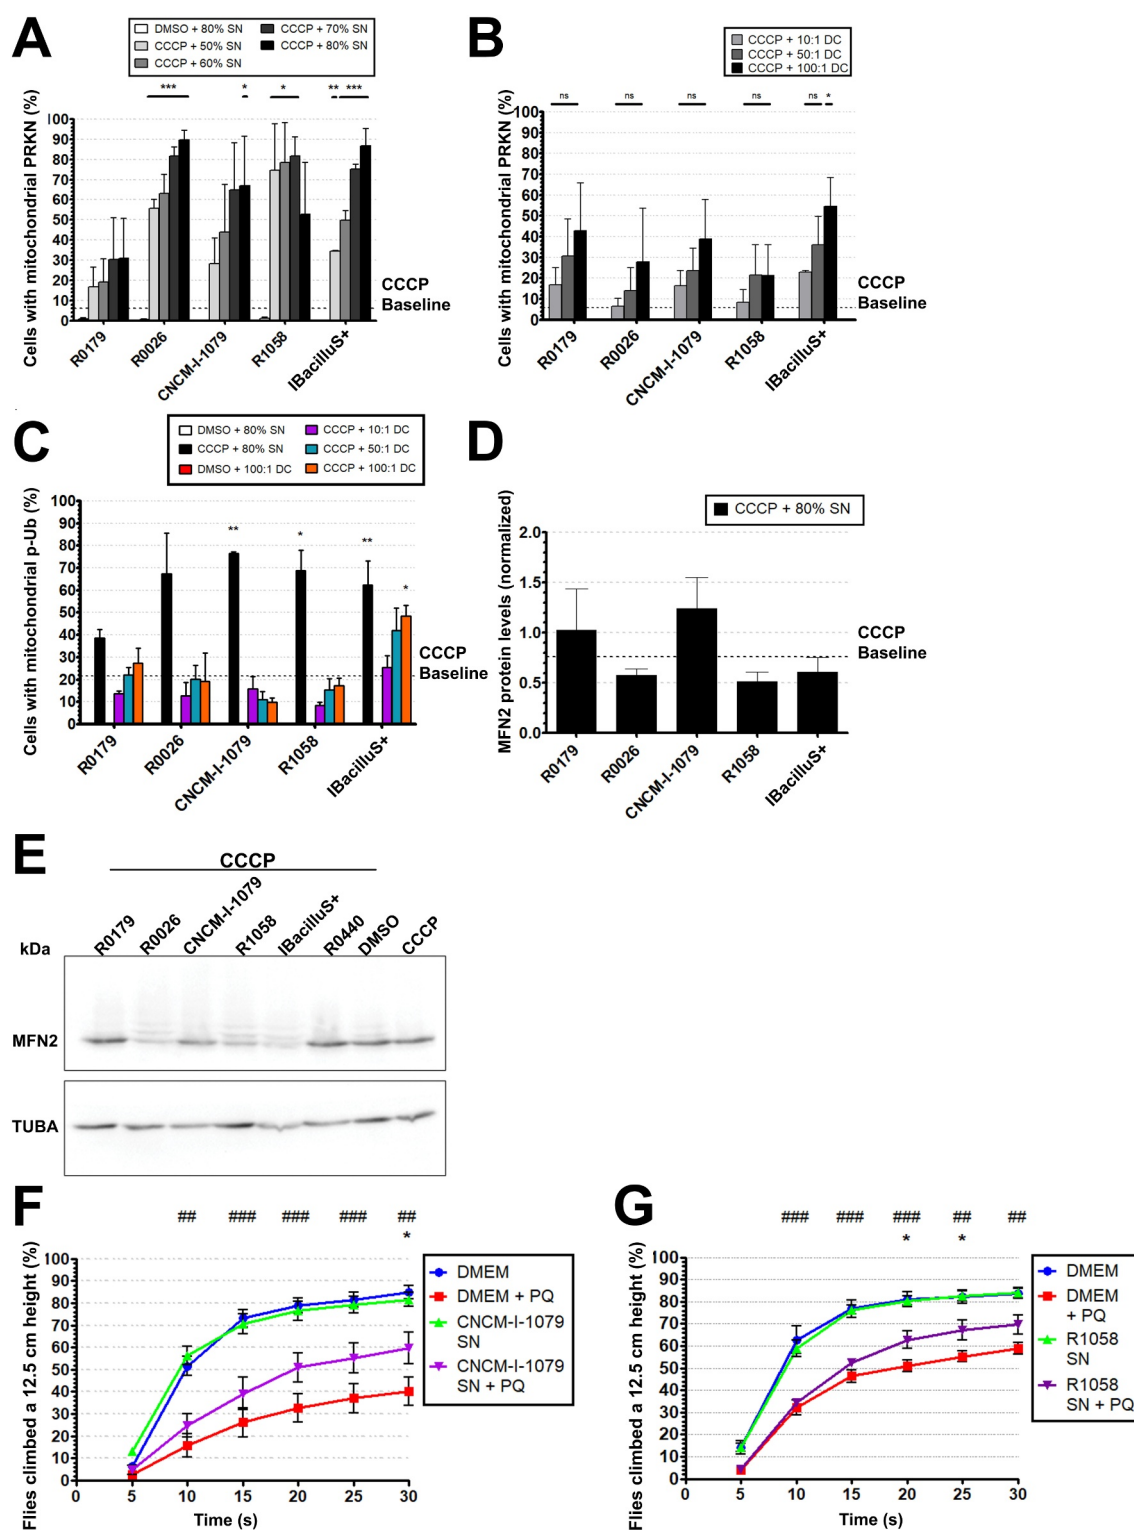 A
DMSO + 80% SN
CCCP + 70% SN
CCCP + 50% SN
CCCP + 80% SN
CCCP + 60% SN
*** * * ** ***
Cells with mitochondrial PRKN (%)
100
90
80
70
60
50
40
30
20
10
0
CCCP
Baseline
R0179
R0026
CNCM-I-1079
R1058
IBacilluS+
B
CCCP + 10:1 DC
CCCP + 50:1 DC
CCCP + 100:1 DC
ns ns ns ns ns *
Cells with mitochondrial PRKN (%)
100
90
80
70
60
50
40
30
20
10
0
CCCP
Baseline
R0179
R0026
CNCM-I-1079
R1058
IBacilluS+
C
DMSO + 80% SN
CCCP + 10:1 DC
CCCP + 80% SN
CCCP + 50:1 DC
DMSO + 100:1 DC
CCCP + 100:1 DC
Cells with mitochondrial p-Ub (%)
100
90
80
70
60
50
40
30
20
10
0
** * ** *
CCCP
Baseline
R0179
R0026
CNCM-I-1079
R1058
IBacilluS+
D
CCCP + 80% SN
MFN2 protein levels (normalized)
2.0
1.5
1.0
0.5
0.0
CCCP
Baseline
R0179
R0026
CNCM-I-1079
R1058
IBacilluS+
E
CCCP
kDa
R0179
R0026
CNCM-I-1079
R1058
IBacilluS+
R0440
DMSO
CCCP
MFN2
TUBA
F
## ### ### ### ##
*
Flies climbed a 12.5 cm height (%)
100
90
80
70
60
50
40
30
20
10
0
0 5 10 15 20 25 30
Time (s)
DMEM
DMEM + PQ
CNCM-I-1079
SN
CNCM-I-1079
SN + PQ
G
### ### ### ## ##
* *
Flies climbed a 12.5 cm height (%)
100
90
80
70
60
50
40
30
20
10
0
0 5 10 15 20 25 30
Time (s)
DMEM
DMEM
+ PQ
R1058
SN
R1058
SN + PQ